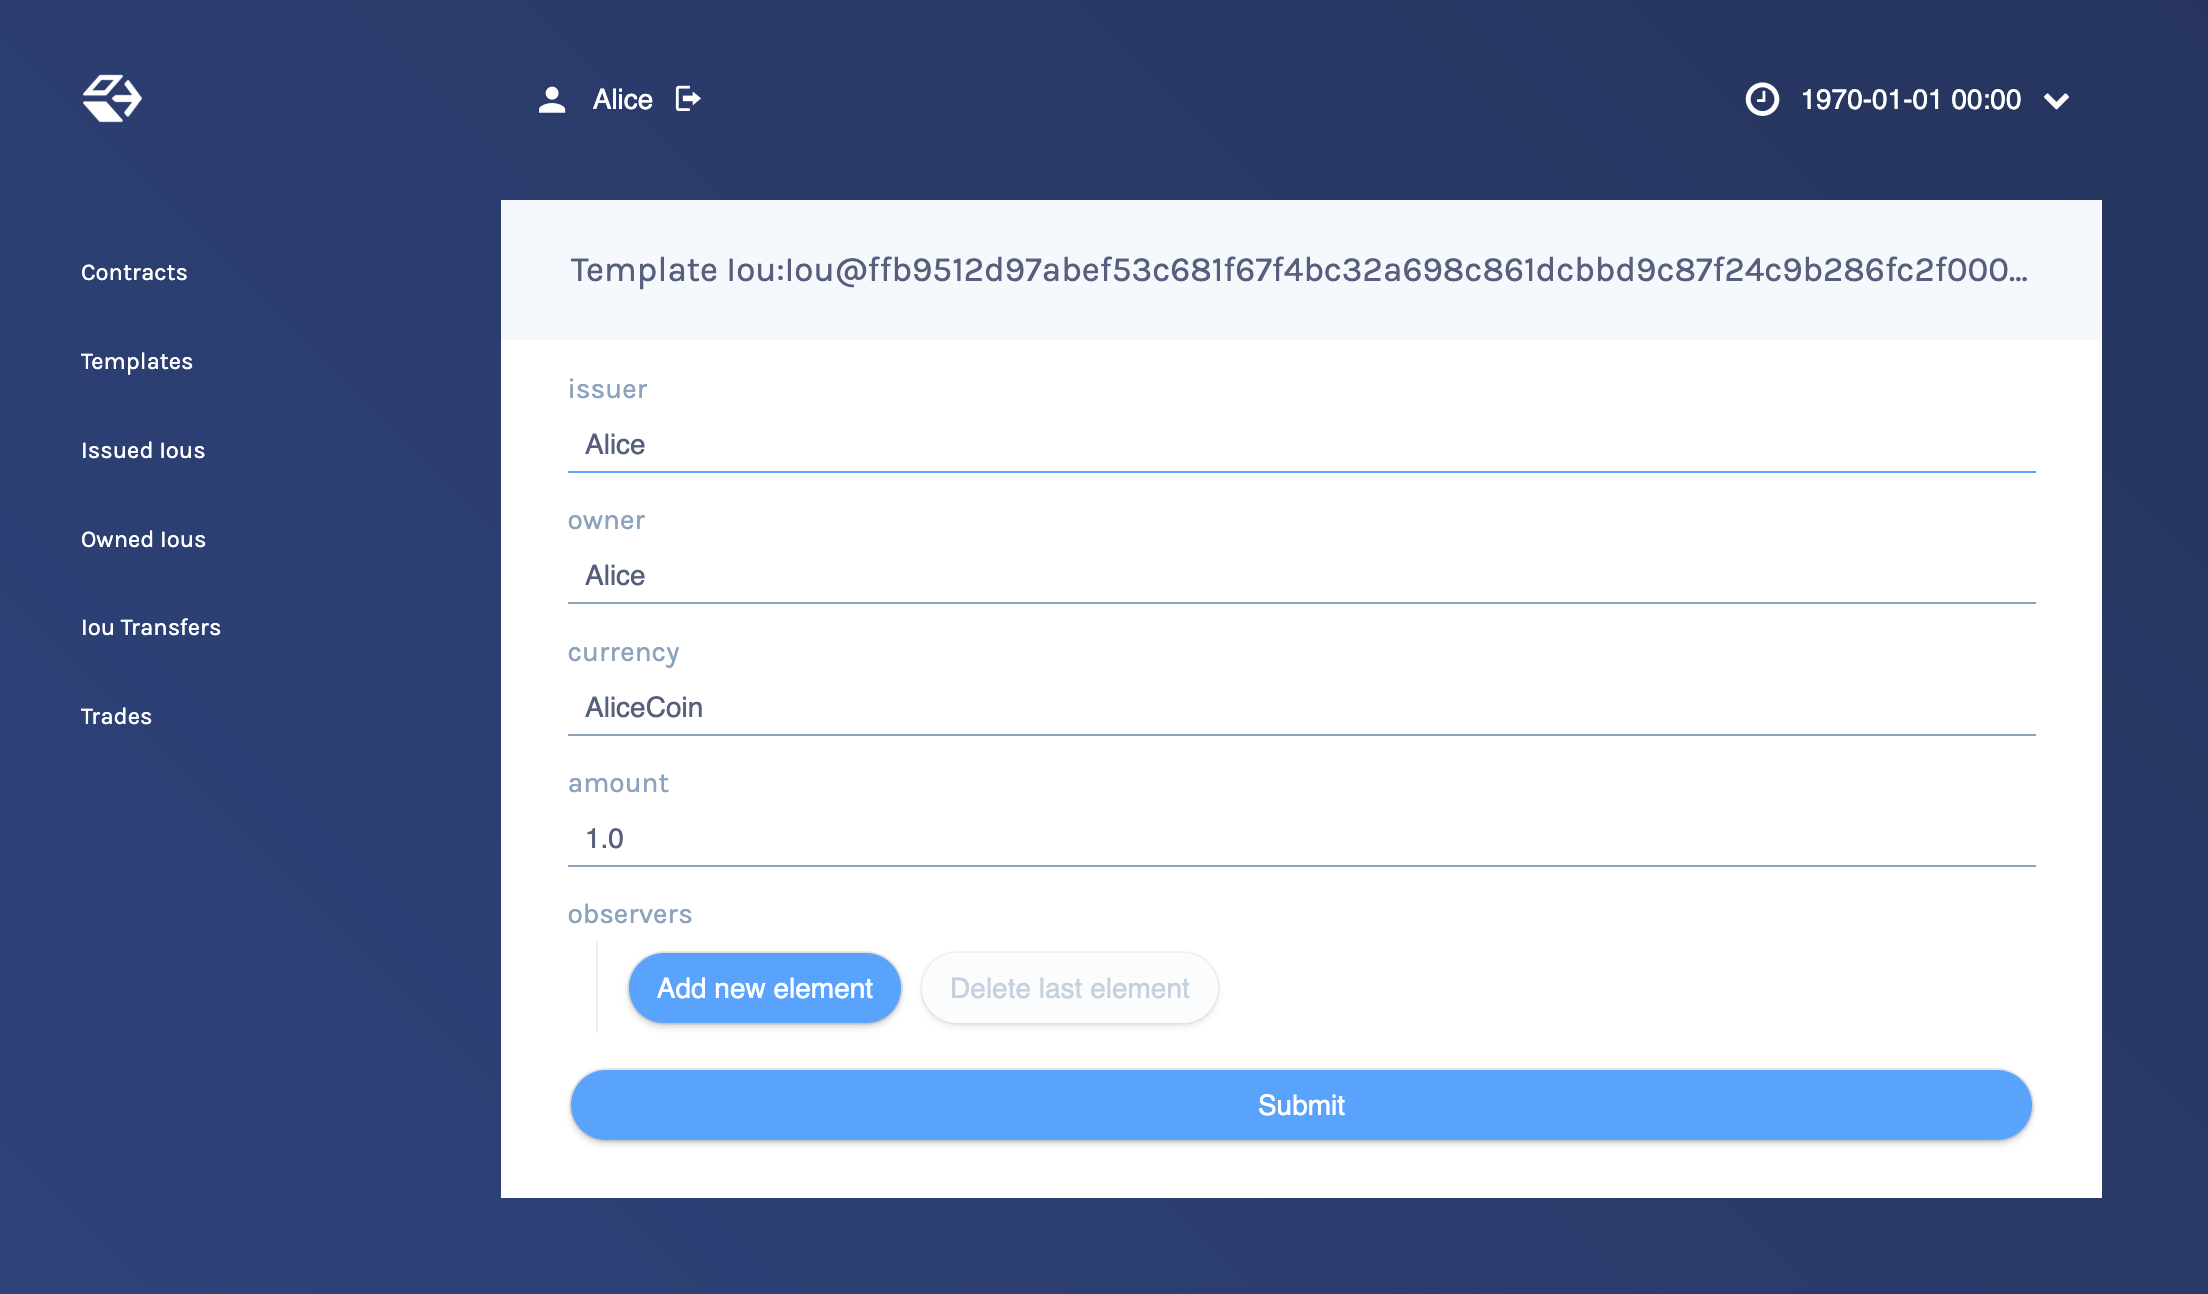 Alice
1970-01-01 00:00
Contracts
Templates
Issued Ious
Owned Ious
Iou Transfers
Trades
Template Iou:Iou@ffb9512d97abef53c681f67f4bc32a698c861dcbbd9c87f24c9b286fc2f000...
issuer
Alice
owner
Alice
currency
AliceCoin
amount
1.0
observers
Add new element
Delete last element
Submit